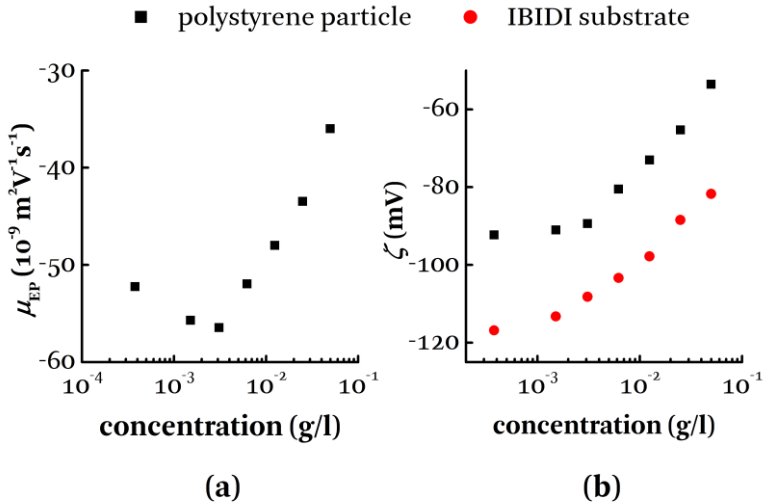 polystyrene particle IBIDI substrate
-30
-40
-50
-60
μEP (10⁻⁹ m²V⁻¹s⁻¹)
10⁻⁴ 10⁻³ 10⁻² 10⁻¹
concentration (g/l)
(a)
-60
-80
-100
-120
ζ (mV)
10⁻³ 10⁻² 10⁻¹
concentration (g/l)
(b)